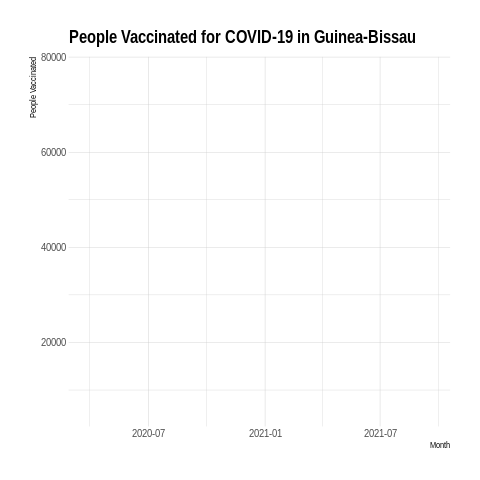 People Vaccinated for COVID-19 in Guinea-Bissau
People Vaccinated
80000
60000
40000
20000
2020-07 2021-01 2021-07
Month